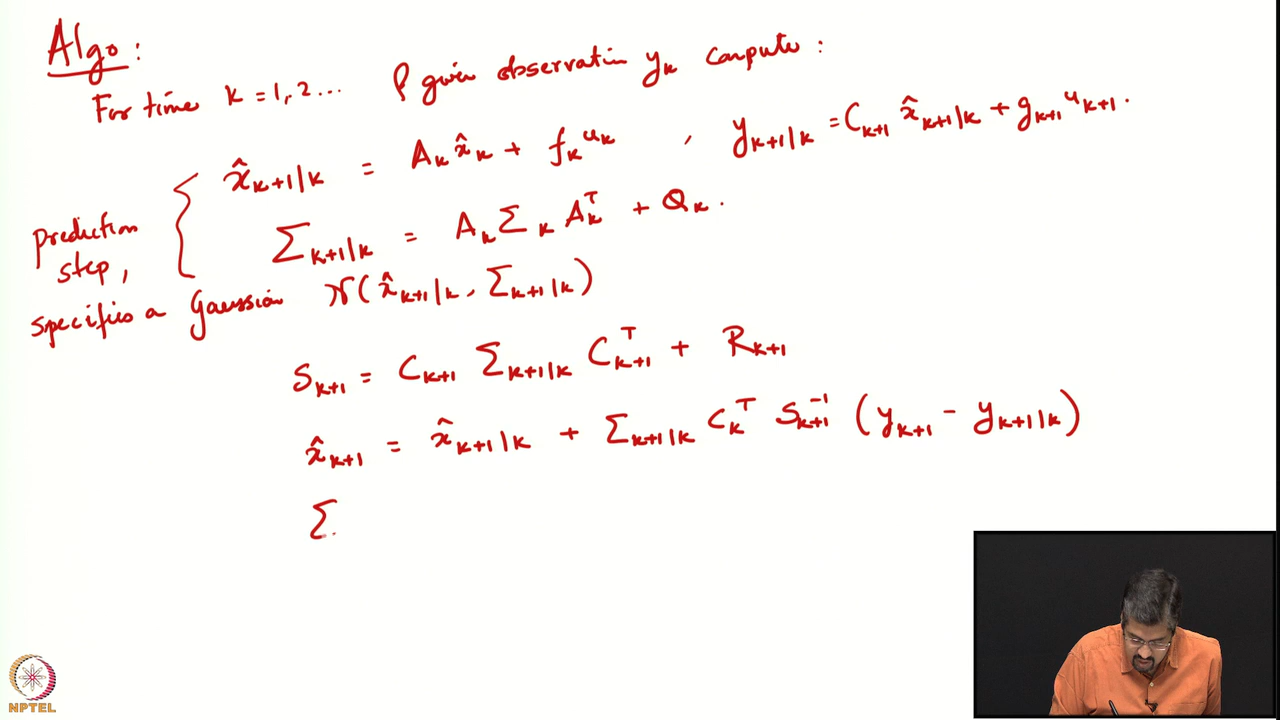 Algo:
For time k = 1, 2... & given observation y_k compute:
x̂_{k+1|k} = A_k x̂_k + f_k u_k , y_{k+1|k} = C_{k+1} x̂_{k+1|k} + g_{k+1} u_{k+1}.
prediction step, Σ_{k+1|k} = A_k Σ_k A_k^T + Q_k.
specifies a Gaussian N(x̂_{k+1|k}, Σ_{k+1|k})
S_{k+1} = C_{k+1} Σ_{k+1|k} C_{k+1}^T + R_{k+1}
x̂_{k+1} = x̂_{k+1|k} + Σ_{k+1|k} C_k^T S_{k+1}^{-1} (y_{k+1} - y_{k+1|k})
Σ
NPTEL